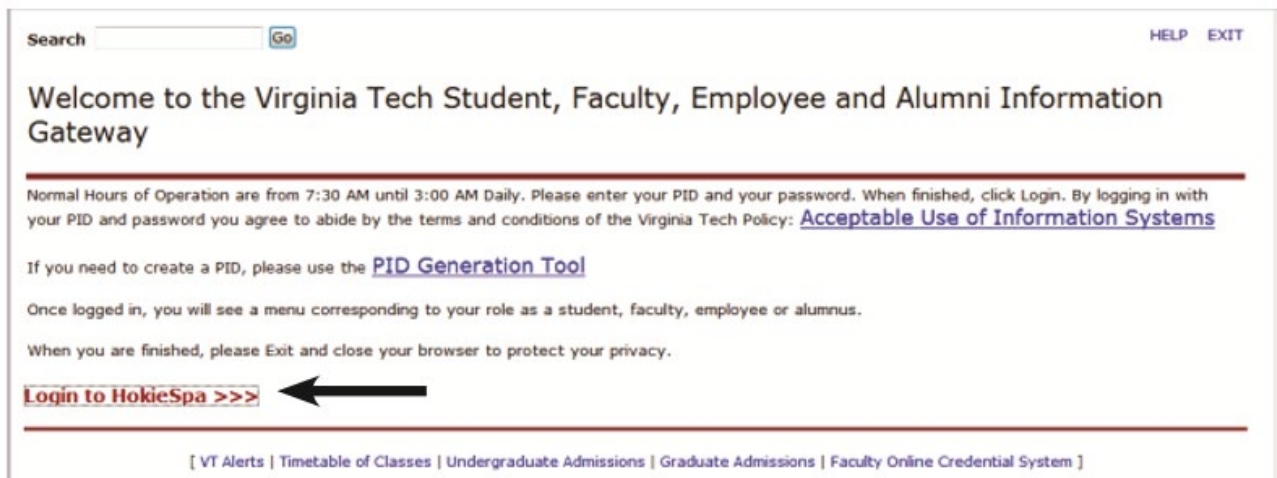 Search Go HELP EXIT
Welcome to the Virginia Tech Student, Faculty, Employee and Alumni Information
Gateway
Normal Hours of Operation are from 7:30 AM until 3:00 AM Daily. Please enter your PID and your password. When finished, click Login. By logging in with
your PID and password you agree to abide by the terms and conditions of the Virginia Tech Policy: Acceptable Use of Information Systems
If you need to create a PID, please use the PID Generation Tool
Once logged in, you will see a menu corresponding to your role as a student, faculty, employee or alumnus.
When you are finished, please Exit and close your browser to protect your privacy.
Login to HokieSpa >>>
[ VT Alerts | Timetable of Classes | Undergraduate Admissions | Graduate Admissions | Faculty Online Credential System ]